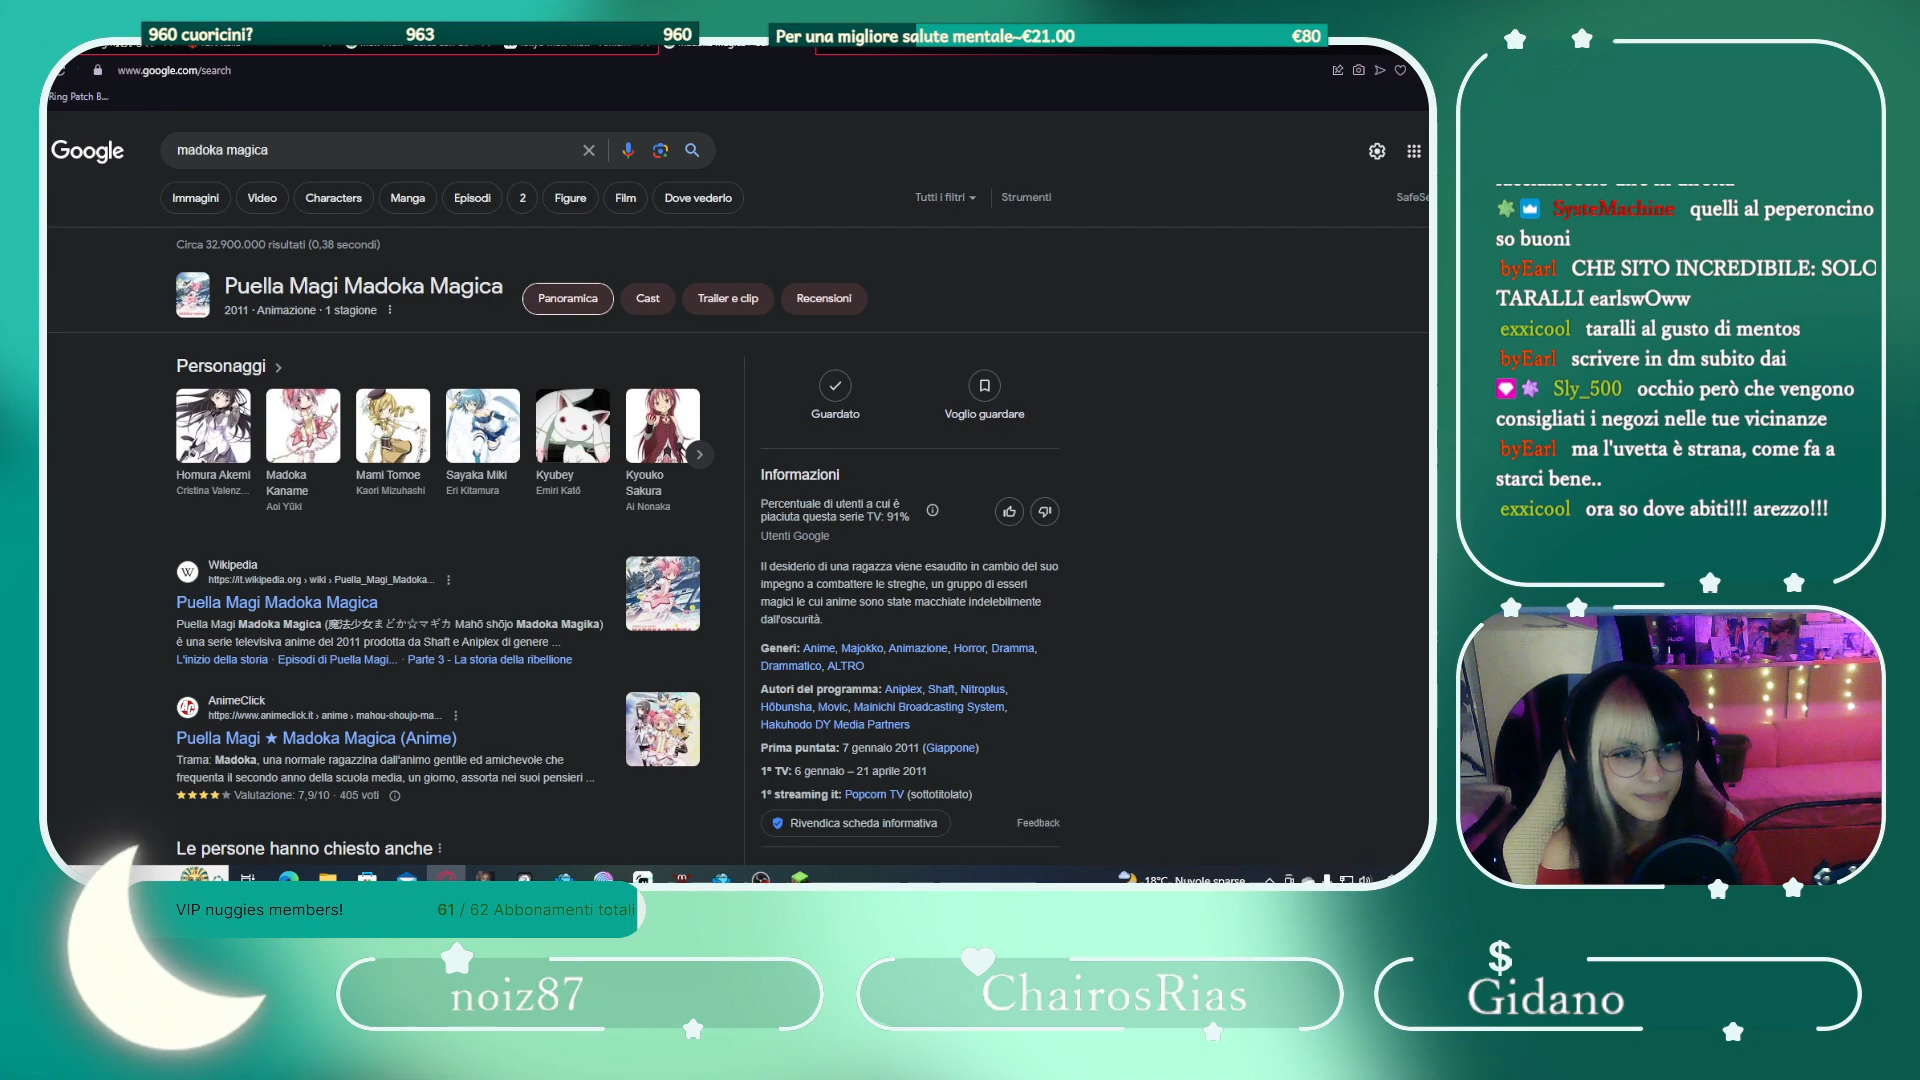 960 cuoricini? 963 960
Per una migliore salute mentale~€21.00 €80
www.google.com/search
Ring Patch B...
Google
madoka magica
Immagini Video Characters Manga Episodi 2 Figure Film Dove vederlo
Tutti i filtri Strumenti
SafeSe
Circa 32.900.000 risultati (0,38 secondi)
Puella Magi Madoka Magica
2011 · Animazione · 1 stagione
Panoramica Cast Trailer e clip Recensioni
Personaggi
Homura Akemi
Cristina Valenz...
Madoka
Kaname
Aoi Yūki
Mami Tomoe
Kaori Mizuhashi
Sayaka Miki
Eri Kitamura
Kyubey
Emiri Katō
Kyouko
Sakura
Ai Nonaka
W
Wikipedia
https://it.wikipedia.org › wiki › Puella_Magi_Madoka...
Puella Magi Madoka Magica
Puella Magi Madoka Magica (魔法少女まどか☆マギカ Mahō shōjo Madoka Magika)
è una serie televisiva anime del 2011 prodotta da Shaft e Aniplex di genere ...
L'inizio della storia · Episodi di Puella Magi... · Parte 3 - La storia della ribellione
AnimeClick
https://www.animeclick.it › anime › mahou-shoujo-ma...
Puella Magi ★ Madoka Magica (Anime)
Trama: Madoka, una normale ragazzina dall'animo gentile ed amichevole che
frequenta il secondo anno della scuola media, un giorno, assorta nei suoi pensieri ...
Valutazione: 7,9/10 · 405 voti
Le persone hanno chiesto anche
Guardato
Voglio guardare
Informazioni
Percentuale di utenti a cui è
piaciuta questa serie TV: 91%
Utenti Google
Il desiderio di una ragazza viene esaudito in cambio del suo
impegno a combattere le streghe, un gruppo di esseri
magici le cui anime sono state macchiate indelebilmente
dall'oscurità.
Generi: Anime, Majokko, Animazione, Horror, Dramma,
Drammatico, ALTRO
Autori del programma: Aniplex, Shaft, Nitroplus,
Hōbunsha, Movic, Mainichi Broadcasting System,
Hakuhodo DY Media Partners
Prima puntata: 7 gennaio 2011 (Giappone)
1ª TV: 6 gennaio – 21 aprile 2011
1º streaming it: Popcorn TV (sottotitolato)
Rivendica scheda informativa
Feedback
18°C Nuvole sparse
SysteMachine quelli al peperoncino
so buoni
byEarl CHE SITO INCREDIBILE: SOLO
TARALLI earlswOww
exxicool taralli al gusto di mentos
byEarl scrivere in dm subito dai
Sly_500 occhio però che vengono
consigliati i negozi nelle tue vicinanze
byEarl ma l'uvetta è strana, come fa a
starci bene..
exxicool ora so dove abiti!!! arezzo!!!
VIP nuggies members! 61 / 62 Abbonamenti totali
noiz87
ChairosRias
$
Gidano